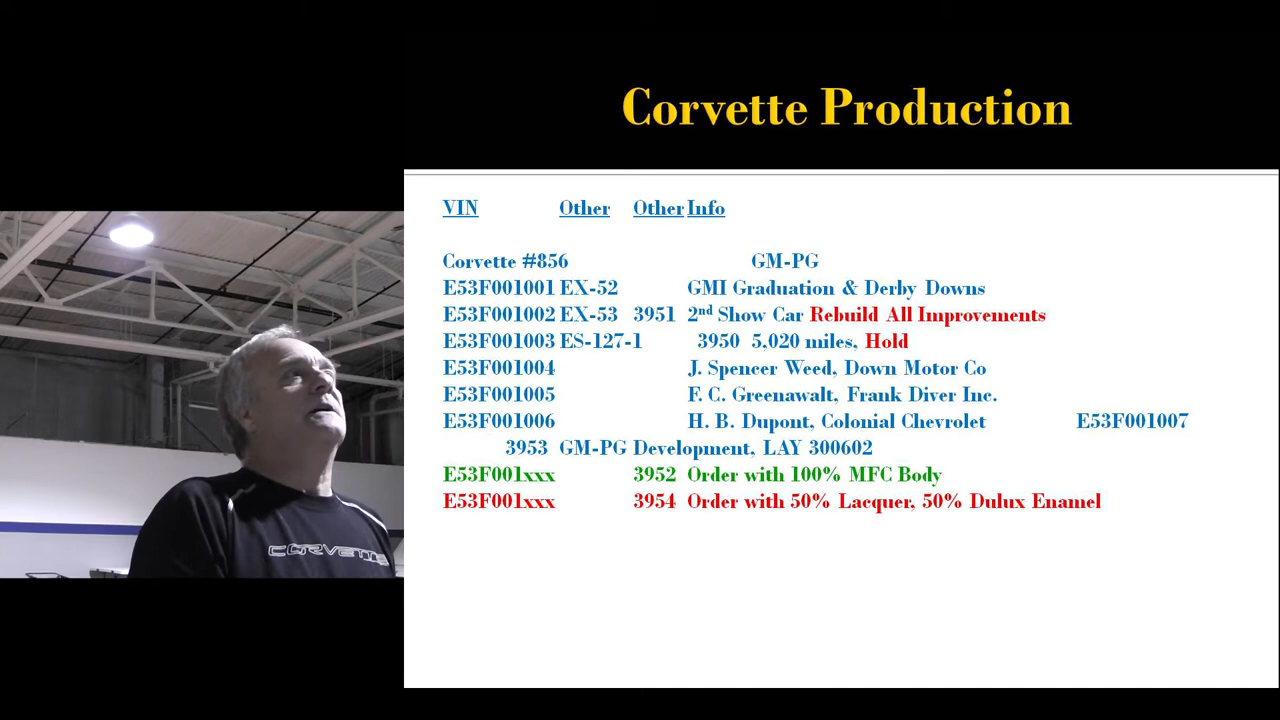 Corvette Production
VIN Other Other Info
Corvette #856 GM-PG
E53F001001 EX-52 GMI Graduation & Derby Downs
E53F001002 EX-53 3951 2nd Show Car Rebuild All Improvements
E53F001003 ES-127-1 3950 5,020 miles, Hold
E53F001004 J. Spencer Weed, Down Motor Co
E53F001005 F. C. Greenawalt, Frank Diver Inc.
E53F001006 H. B. Dupont, Colonial Chevrolet E53F001007
3953 GM-PG Development, LAY 300602
E53F001xxx 3952 Order with 100% MFC Body
E53F001xxx 3954 Order with 50% Lacquer, 50% Dulux Enamel
CORVETTE